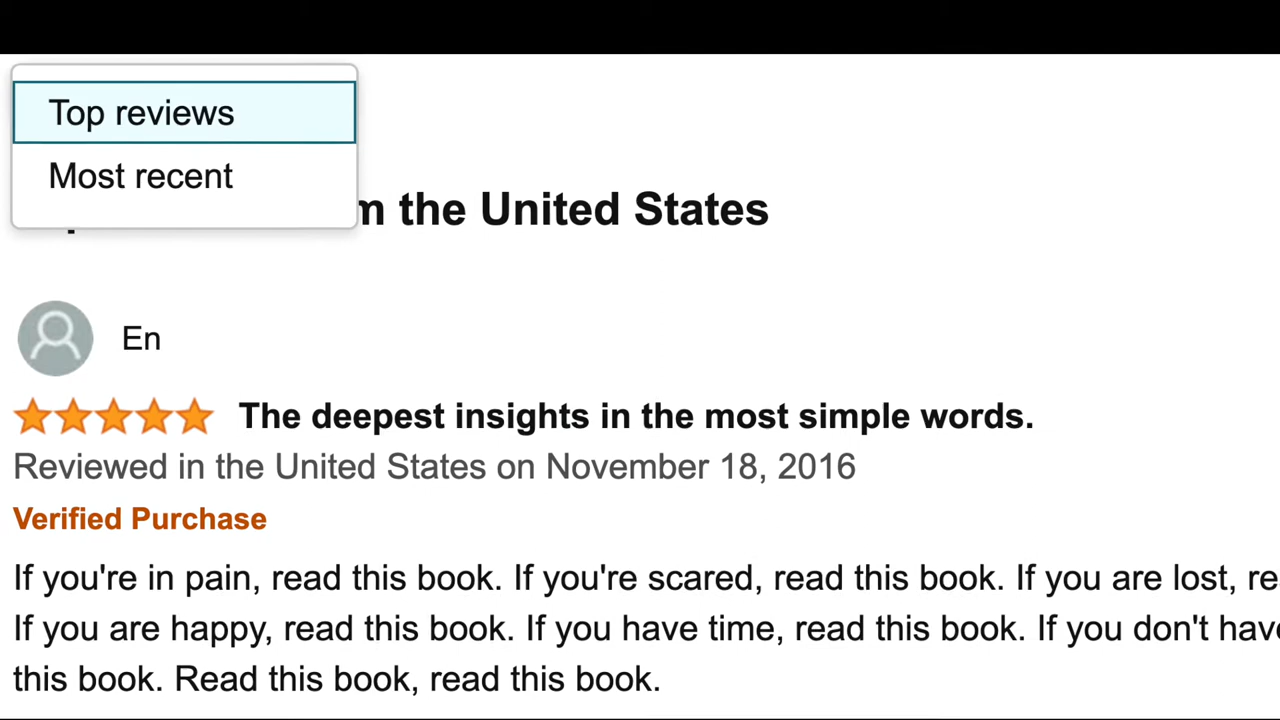 Top reviews
Most recent
the United States
En
The deepest insights in the most simple words.
Reviewed in the United States on November 18, 2016
Verified Purchase
If you're in pain, read this book. If you're scared, read this book. If you are lost,
If you are happy, read this book. If you have time, read this book. If you don't
this book. Read this book, read this book.